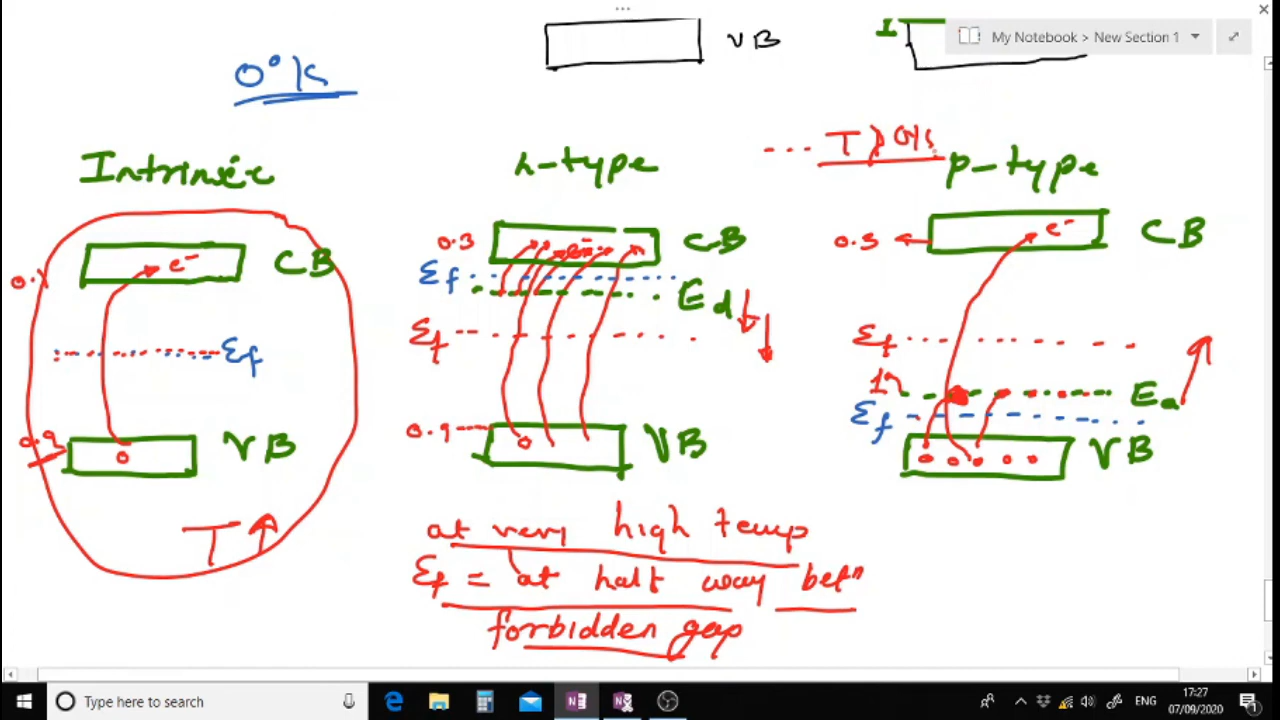 VB
I
My Notebook > New Section 1
0°K
... T > 0°K
Intrinsic
n-type
p-type
CB
e-
0.1
Ef
VB
0.9
T↑
CB
0.3
e-
Ef
Ed
Ef
0.9
VB
CB
0.3
e-
Ef
Ea
Ef
VB
at very high temp
Ef = at half way betn
forbidden gap
Type here to search
ENG
17:27
07/09/2020
1